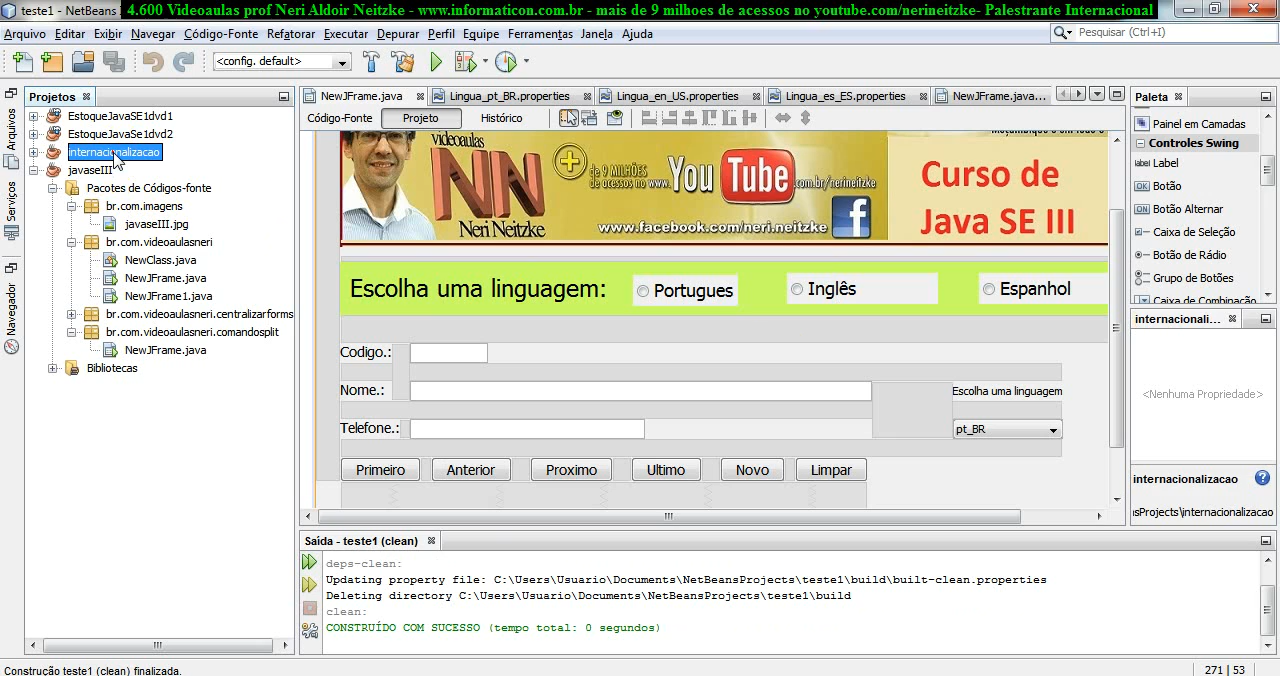 teste1 - NetBeans
4.600 Videoaulas prof Neri Aldoir Neitzke - www.informaticon.com.br - mais de 9 milhoes de acessos no youtube.com/nerineitzke- Palestrante Internacional
Arquivo Editar Exibir Navegar Código-Fonte Refatorar Executar Depurar Equipe Ferramentas Janela Ajuda
Pesquisar (Ctrl+I)
<config. default>
Projetos
NewJFrame.java
Lingua_pt_BR.properties
Lingua_en_US.properties
Lingua_es_ES.properties
NewJFrame.java...
Paleta
Arquivos
Serviços
Navegador
EstoqueJavaSE1dvd1
EstoqueJavaSe1dvd2
internacionalizacao
javaseIII
Pacotes de Códigos-fonte
br.com.imagens
javaseIII.jpg
br.com.videoaulasneri
NewClass.java
NewJFrame.java
NewJFrame1.java
br.com.videoaulasneri.centralizarforms
br.com.videoaulasneri.comandosplit
NewJFrame.java
Bibliotecas
Código-Fonte Projeto Histórico
videoaulas
NN
Neri Neitzke
+
de 9 MILHÕES
de acessos no www.
You Tube
.com.br/nerineitzke
www.facebook.com/neri.neitzke
f
Curso de
Java SE III
Escolha uma linguagem: Portugues Inglês Espanhol
Codigo.:
Nome.:
Escolha uma linguagem
Telefone.:
pt_BR
Primeiro Anterior Proximo Ultimo Novo Limpar
Painel em Camadas
Controles Swing
label Label
OK Botão
ON Botão Alternar
Caixa de Seleção
Botão de Rádio
Grupo de Botões
Caixa de Combinação
internacionali...
<Nenhuma Propriedade>
internacionalizacao
sProjects\internacionalizacao
Saída - teste1 (clean)
deps-clean:
Updating property file: C:\Users\Usuario\Documents\NetBeansProjects\teste1\build\built-clean.properties
Deleting directory C:\Users\Usuario\Documents\NetBeansProjects\teste1\build
clean:
CONSTRUÍDO COM SUCESSO (tempo total: 0 segundos)
Construção teste1 (clean) finalizada.
271 | 53